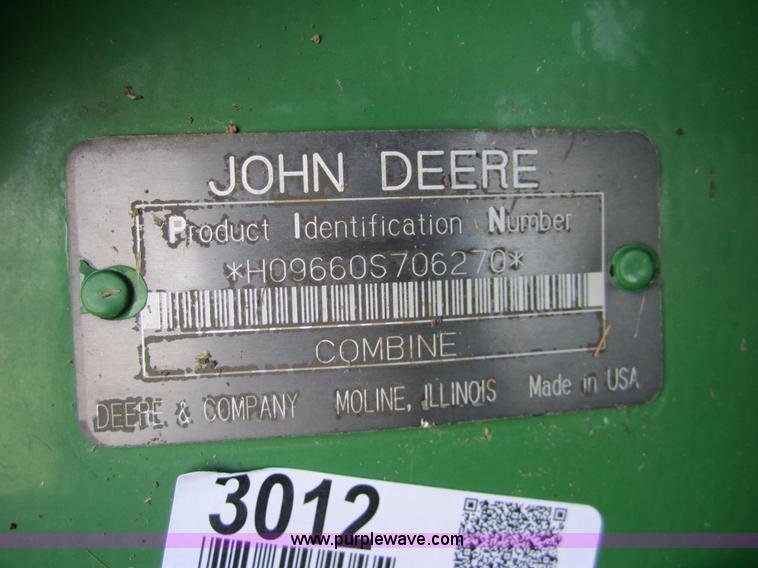 JOHN DEERE
Product Identification Number
*H09660S706270*
COMBINE
DEERE & COMPANY MOLINE, ILLINOIS Made in USA
3012
www.purplewave.com